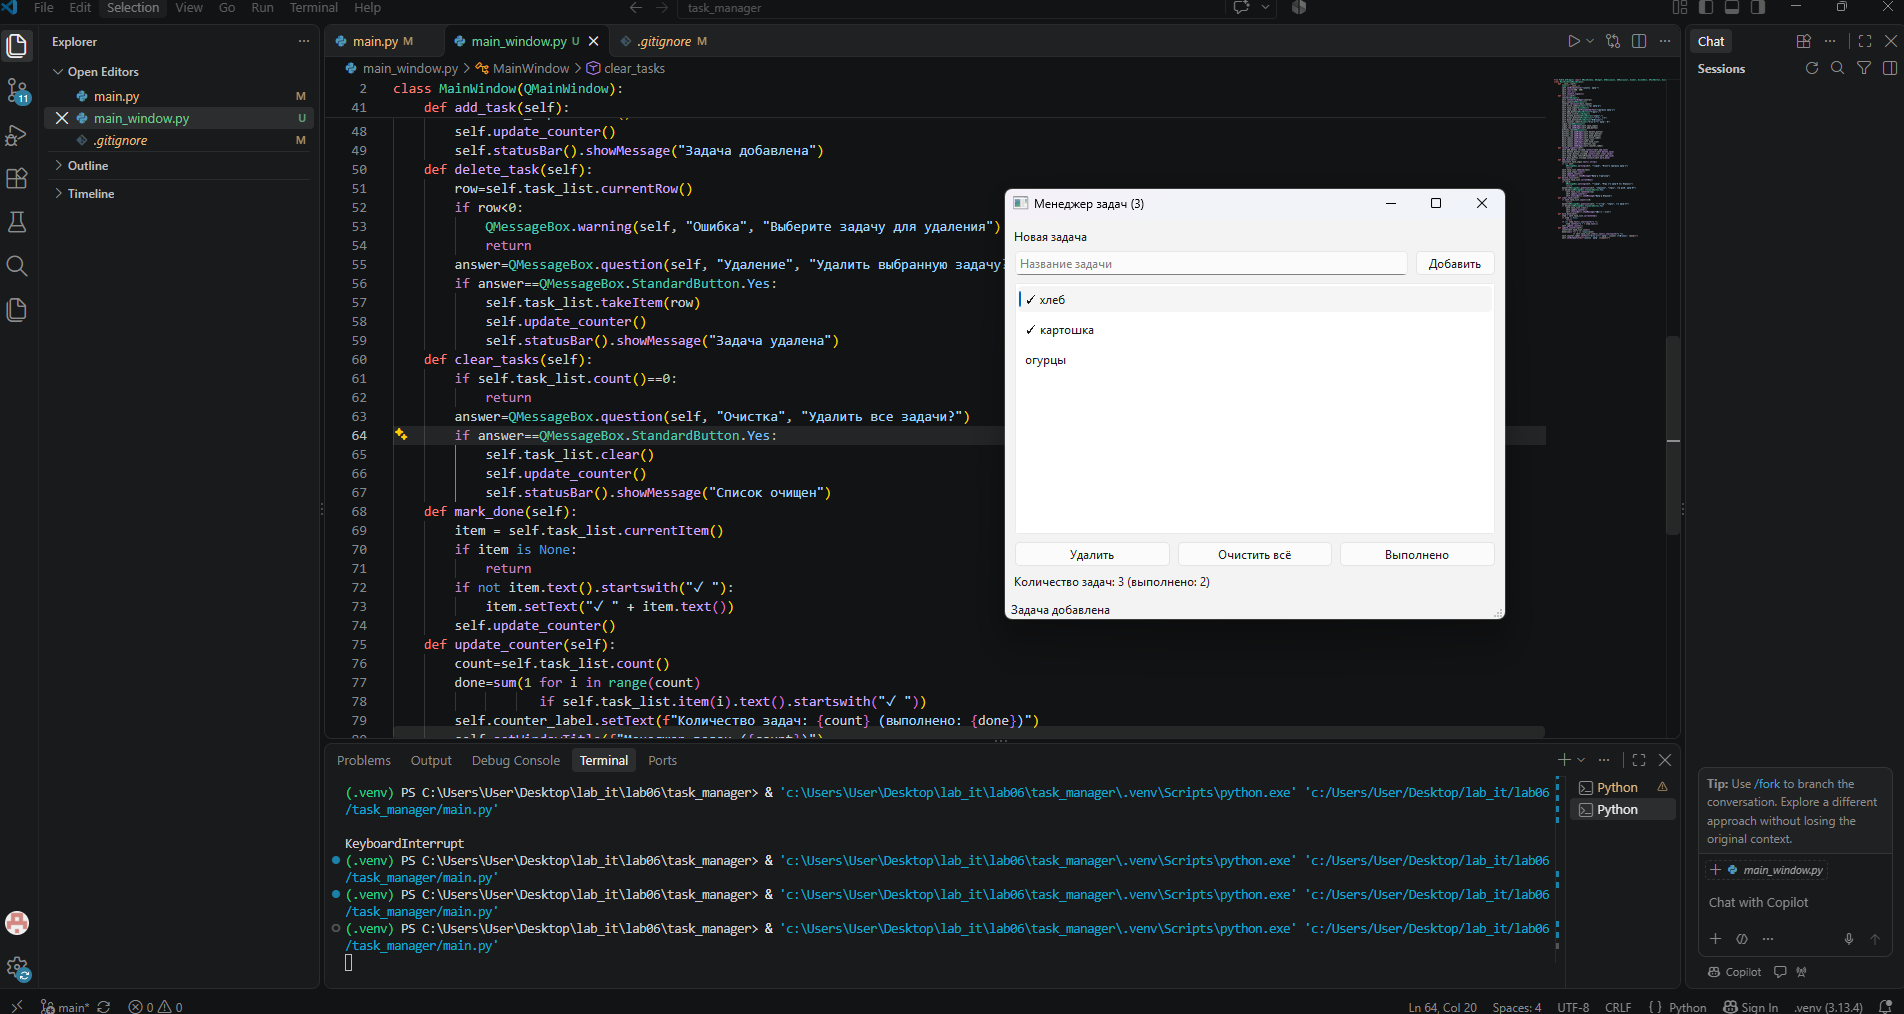 File Edit Selection View Go Run Terminal Help
task_manager
Explorer
Open Editors
main.py M
main_window.py U
.gitignore M
Outline
Timeline
11
main.py M
main_window.py U
.gitignore M
main_window.py > MainWindow > clear_tasks
2 class MainWindow(QMainWindow):
41 def add_task(self):
48 self.update_counter()
49 self.statusBar().showMessage("Задача добавлена")
50 def delete_task(self):
51 row=self.task_list.currentRow()
52 if row<0:
53 QMessageBox.warning(self, "Ошибка", "Выберите задачу для удаления")
54 return
55 answer=QMessageBox.question(self, "Удаление", "Удалить выбранную задачу?
56 if answer==QMessageBox.StandardButton.Yes:
57 self.task_list.takeItem(row)
58 self.update_counter()
59 self.statusBar().showMessage("Задача удалена")
60 def clear_tasks(self):
61 if self.task_list.count()==0:
62 return
63 answer=QMessageBox.question(self, "Очистка", "Удалить все задачи?")
64 if answer==QMessageBox.StandardButton.Yes:
65 self.task_list.clear()
66 self.update_counter()
67 self.statusBar().showMessage("Список очищен")
68 def mark_done(self):
69 item = self.task_list.currentItem()
70 if item is None:
71 return
72 if not item.text().startswith("✓ "):
73 item.setText("✓ " + item.text())
74 self.update_counter()
75 def update_counter(self):
76 count=self.task_list.count()
77 done=sum(1 for i in range(count)
78 if self.task_list.item(i).text().startswith("✓ "))
79 self.counter_label.setText(f"Количество задач: {count} (выполнено: {done})")
80 self.setWindowTitle(f"Менеджер задач ({count})")
Менеджер задач (3)
Новая задача
Название задачи
Добавить
✓ хлеб
✓ картошка
огурцы
Удалить
Очистить всё
Выполнено
Количество задач: 3 (выполнено: 2)
Задача добавлена
Problems Output Debug Console Terminal Ports
(.venv) PS C:\Users\User\Desktop\lab_it\lab06\task_manager> & 'c:\Users\User\Desktop\lab_it\lab06\task_manager\.venv\Scripts\python.exe' 'c:/Users/User/Desktop/lab_it/lab06
/task_manager/main.py'
KeyboardInterrupt
(.venv) PS C:\Users\User\Desktop\lab_it\lab06\task_manager> & 'c:\Users\User\Desktop\lab_it\lab06\task_manager\.venv\Scripts\python.exe' 'c:/Users/User/Desktop/lab_it/lab06
/task_manager/main.py'
(.venv) PS C:\Users\User\Desktop\lab_it\lab06\task_manager> & 'c:\Users\User\Desktop\lab_it\lab06\task_manager\.venv\Scripts\python.exe' 'c:/Users/User/Desktop/lab_it/lab06
/task_manager/main.py'
(.venv) PS C:\Users\User\Desktop\lab_it\lab06\task_manager> & 'c:\Users\User\Desktop\lab_it\lab06\task_manager\.venv\Scripts\python.exe' 'c:/Users/User/Desktop/lab_it/lab06
/task_manager/main.py'
Python
Python
Chat
Sessions
Tip: Use /fork to branch the
conversation. Explore a different
approach without losing the
original context.
main_window.py
Chat with Copilot
Copilot
main* 0 0
Ln 64, Col 20 Spaces: 4 UTF-8 CRLF { } Python Sign In .venv (3.13.4)